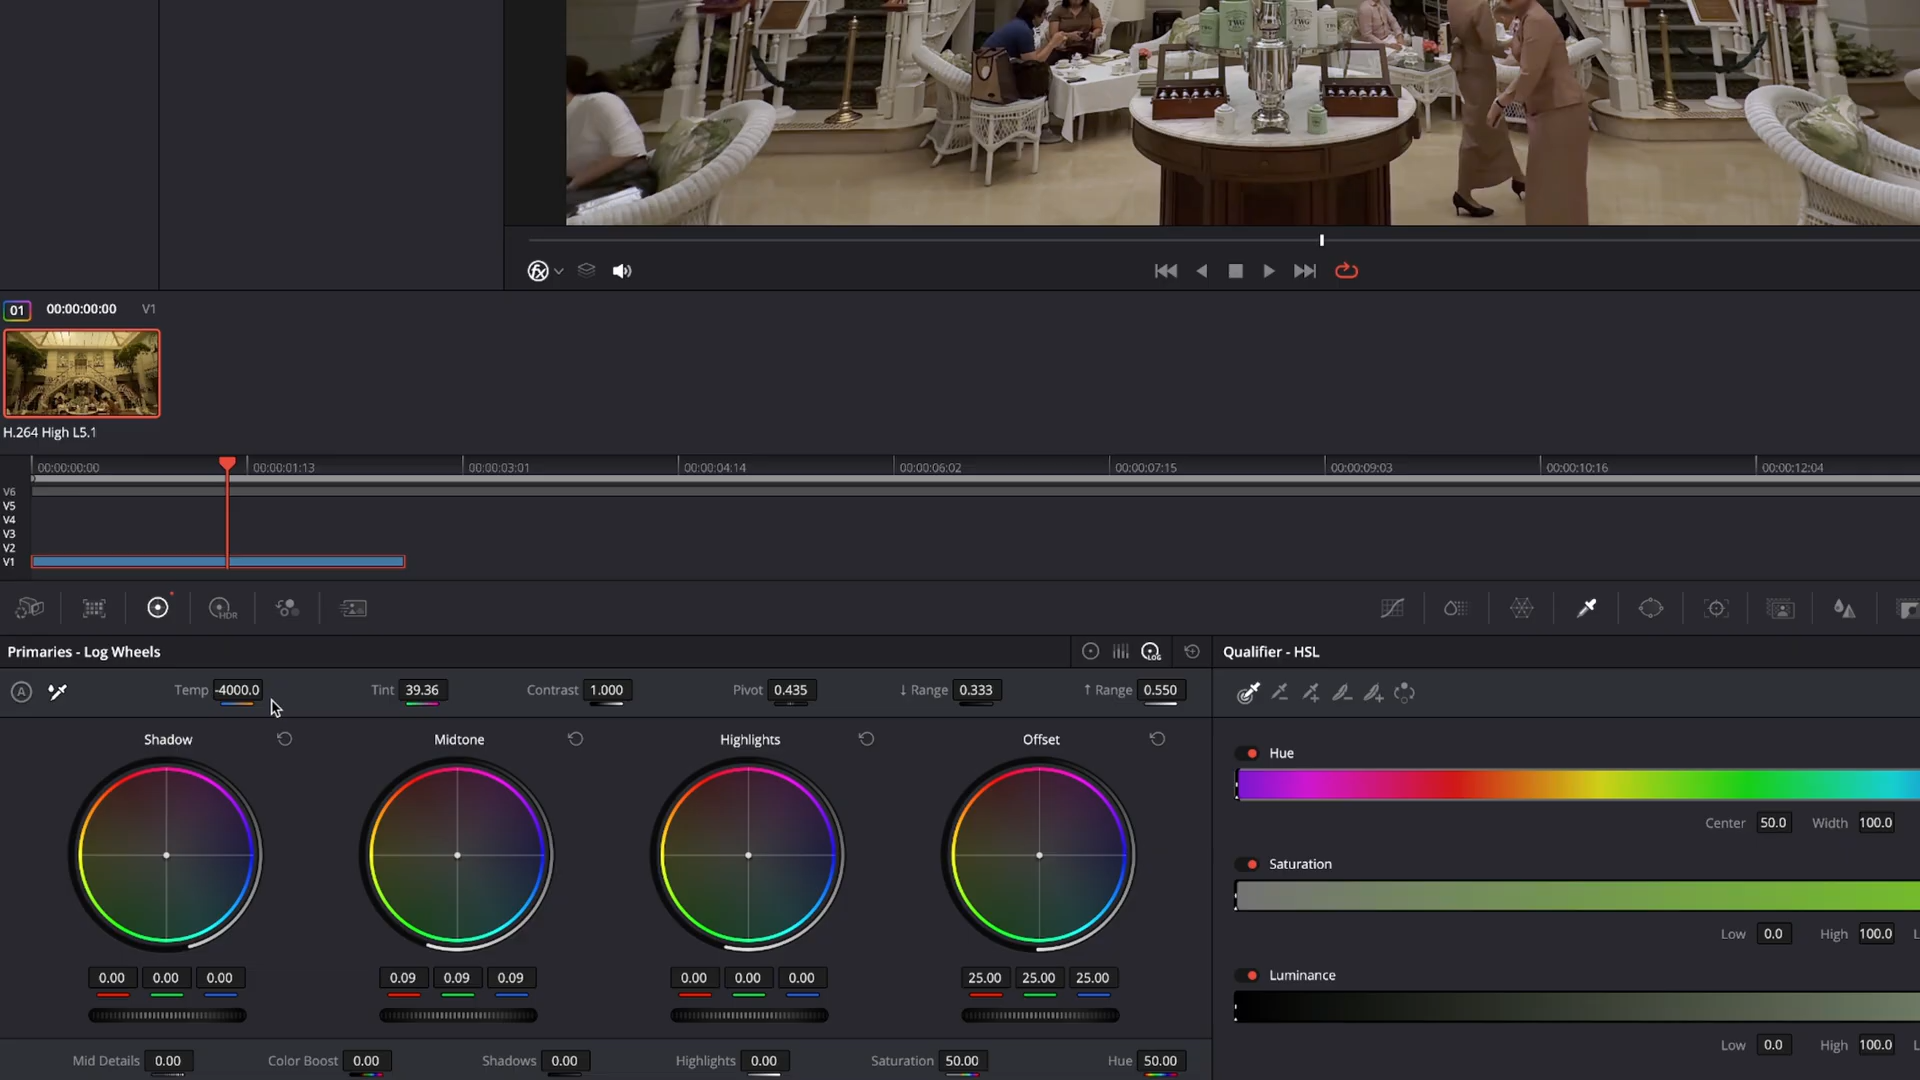 TWG
TWG
TWG
01 00:00:00:00 V1
H.264 High L5.1
00:00:00:00 00:00:01:13 00:00:03:01 00:00:04:14 00:00:06:02 00:00:07:15 00:00:09:03 00:00:10:16 00:00:12:04
V6
V5
V4
V3
V2
V1
HDR
Primaries - Log Wheels
LOG
Qualifier - HSL
A
Temp -4000.0 Tint 39.36 Contrast 1.000 Pivot 0.435 ↓ Range 0.333 ↑ Range 0.550
Shadow Midtone Highlights Offset
Hue
Center 50.0 Width 100.0
Saturation
Low 0.0 High 100.0 L
0.00 0.00 0.00 0.09 0.09 0.09 0.00 0.00 0.00 25.00 25.00 25.00
Luminance
Low 0.0 High 100.0 L
Mid Details 0.00 Color Boost 0.00 Shadows 0.00 Highlights 0.00 Saturation 50.00 Hue 50.00